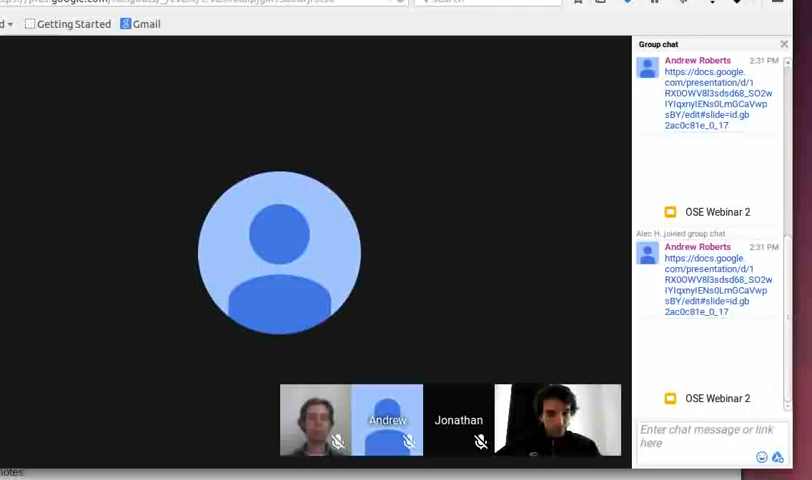 Getting Started
Gmail
Group chat
Andrew Roberts 2:31 PM
https://docs.google.
com/presentation/d/1
RX0OWV8l3sdsd68_SO2w
IYIqxnyIENs0LmGCaVwp
sBY/edit#slide=id.gb
2ac0c81e_0_17
OSE Webinar 2
Alec H. joined group chat
Andrew Roberts 2:31 PM
https://docs.google.
com/presentation/d/1
RX0OWV8l3sdsd68_SO2w
IYIqxnyIENs0LmGCaVwp
sBY/edit#slide=id.gb
2ac0c81e_0_17
OSE Webinar 2
Andrew
Jonathan
Enter chat message or link
here
notes